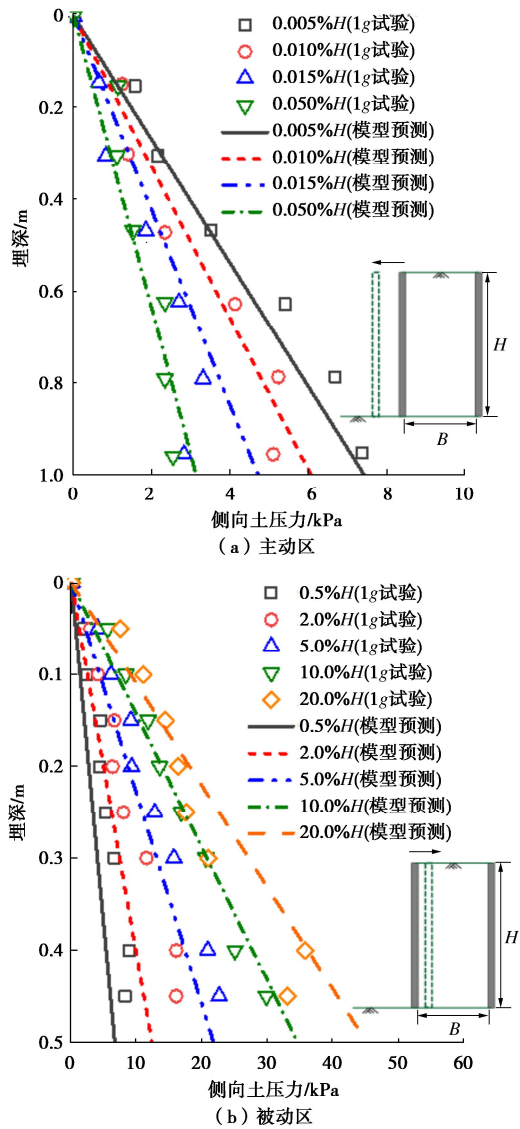 0
0.2
0.4
0.6
0.8
1.0
埋深/m
0.005%H(1g试验)
0.010%H(1g试验)
0.015%H(1g试验)
0.050%H(1g试验)
0.005%H(模型预测)
0.010%H(模型预测)
0.015%H(模型预测)
0.050%H(模型预测)
H
B
0
2
4
6
8
10
侧向土压力/kPa
（a）主动区
0
0.1
0.2
0.3
0.4
0.5
埋深/m
0.5%H(1g试验)
2.0%H(1g试验)
5.0%H(1g试验)
10.0%H(1g试验)
20.0%H(1g试验)
0.5%H(模型预测)
2.0%H(模型预测)
5.0%H(模型预测)
10.0%H(模型预测)
20.0%H(模型预测)
H
B
0
10
20
30
40
50
60
侧向土压力/kPa
（b）被动区